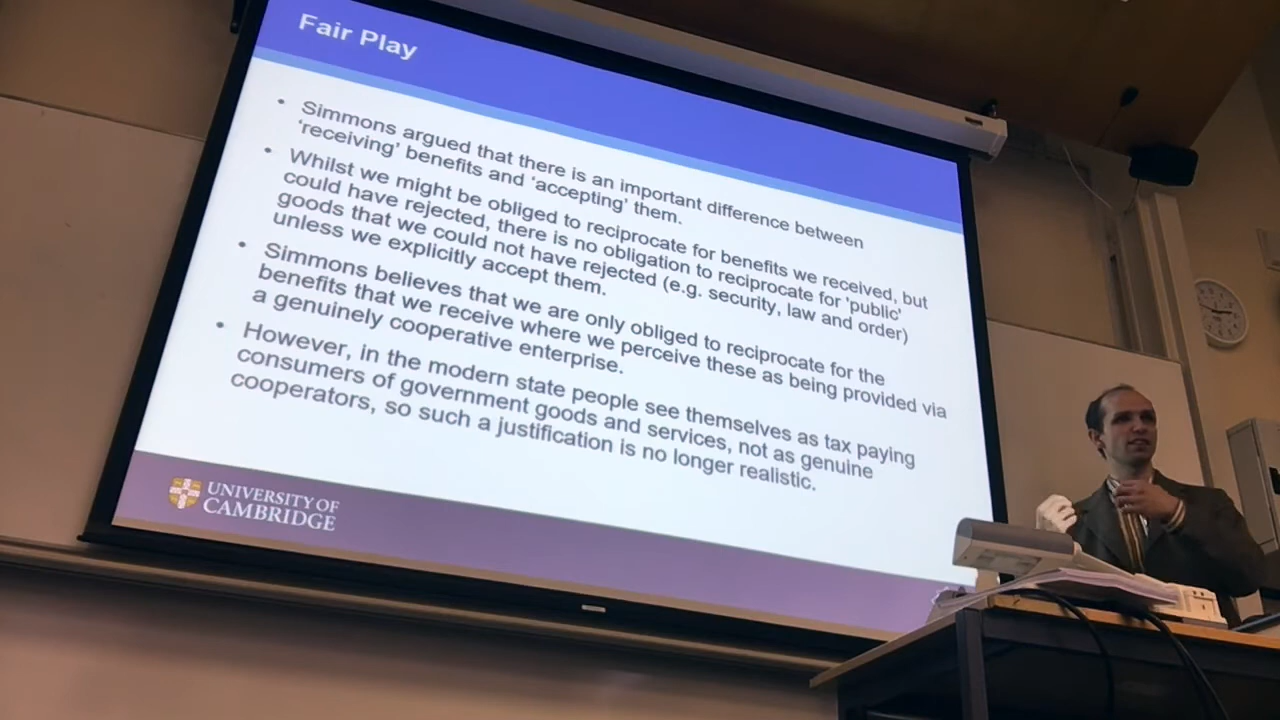 Fair Play
• Simmons argued that there is an important difference between
'receiving' benefits and 'accepting' them.
• Whilst we might be obliged to reciprocate for benefits we received, but
could have rejected, there is no obligation to reciprocate for 'public'
goods that we could not have rejected (e.g. security, law and order)
unless we explicitly accept them.
• Simmons believes that we are only obliged to reciprocate for the
benefits that we receive where we perceive these as being provided via
a genuinely cooperative enterprise.
• However, in the modern state people see themselves as tax paying
consumers of government goods and services, not as genuine
cooperators, so such a justification is no longer realistic.
UNIVERSITY OF
CAMBRIDGE